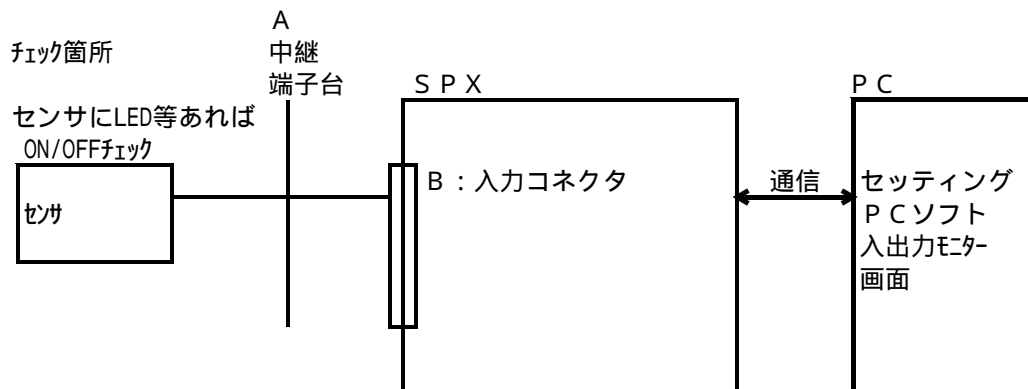 チェック箇所
センサにLED等あれば
ON/OFFチェック
センサ
A
中継
端子台
SPX
B:入力コネクタ
通信
PC
セッティング
PCソフト
入出力モニター
画面